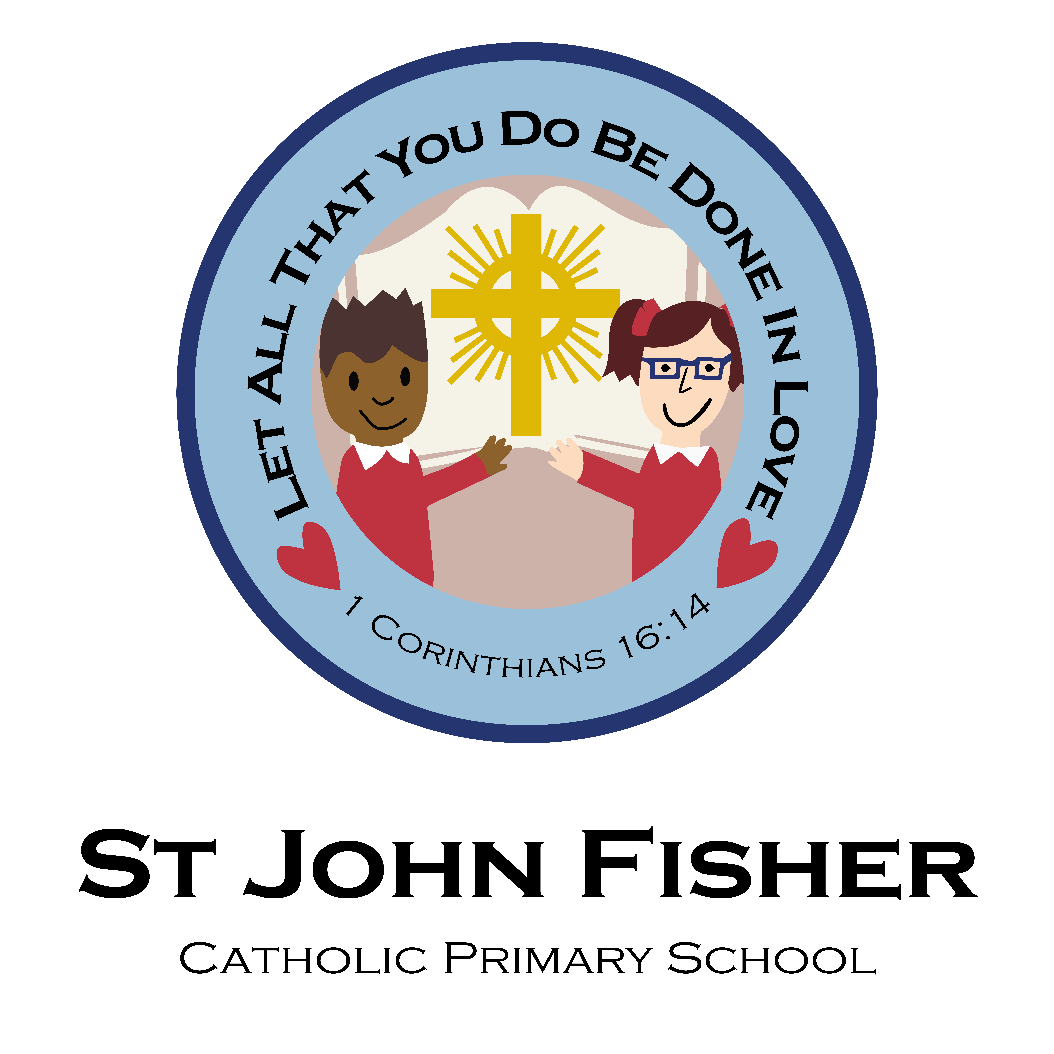 Let All That You Do Be Done In Love
1 Corinthians 16:14
St John Fisher
Catholic Primary School